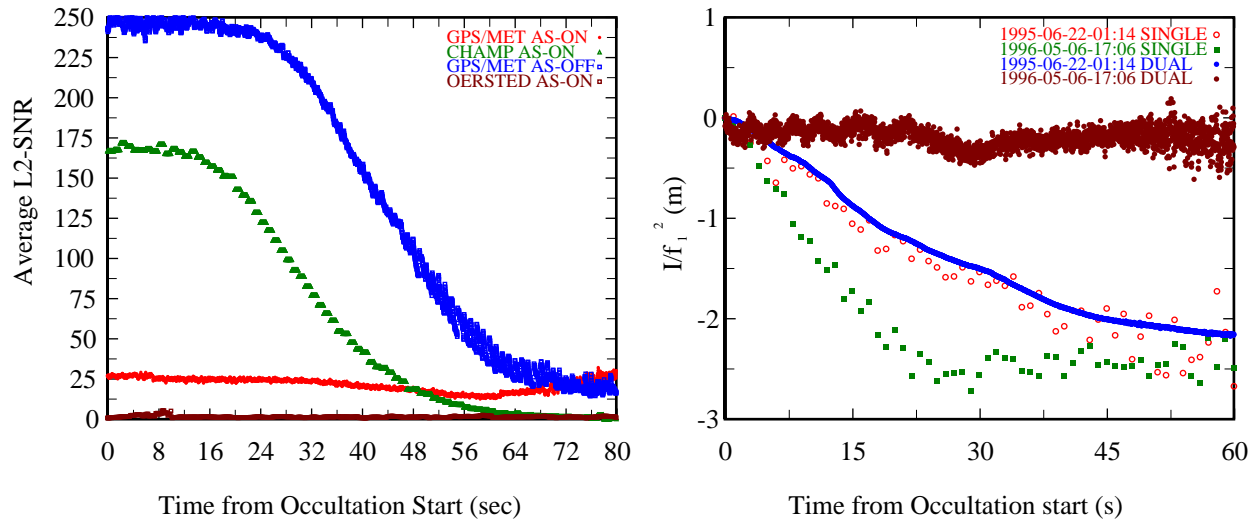 250
225
200
175
150
125
100
75
50
25
0
Average L2-SNR
GPS/MET AS-ON
CHAMP AS-ON
GPS/MET AS-OFF
OERSTED AS-ON
0 8 16 24 32 40 48 56 64 72 80
Time from Occultation Start (sec)
1
0
-1
-2
-3
I/f₁² (m)
1995-06-22-01:14 SINGLE
1996-05-06-17:06 SINGLE
1995-06-22-01:14 DUAL
1996-05-06-17:06 DUAL
0 15 30 45 60
Time from Occultation start (s)